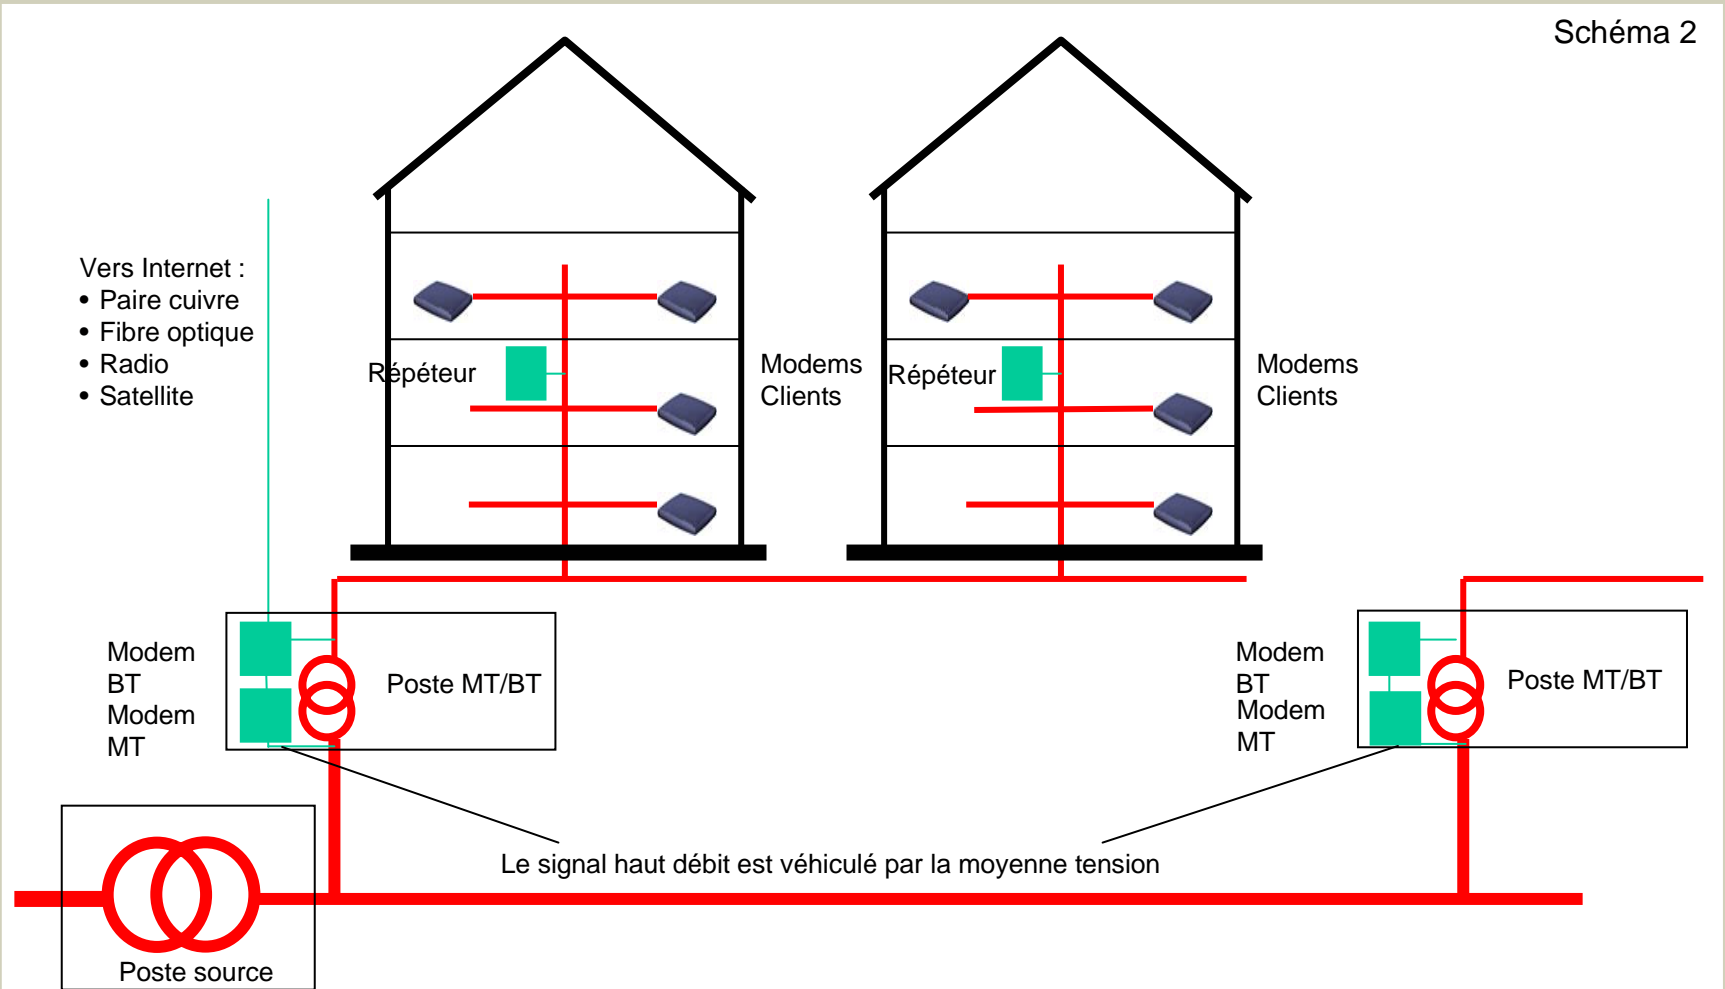 Schéma 2
Vers Internet :
• Paire cuivre
• Fibre optique
• Radio
• Satellite
Répéteur
Modems
Clients
Répéteur
Modems
Clients
Modem
BT
Modem
MT
Poste MT/BT
Modem
BT
Modem
MT
Poste MT/BT
Le signal haut débit est véhiculé par la moyenne tension
Poste source